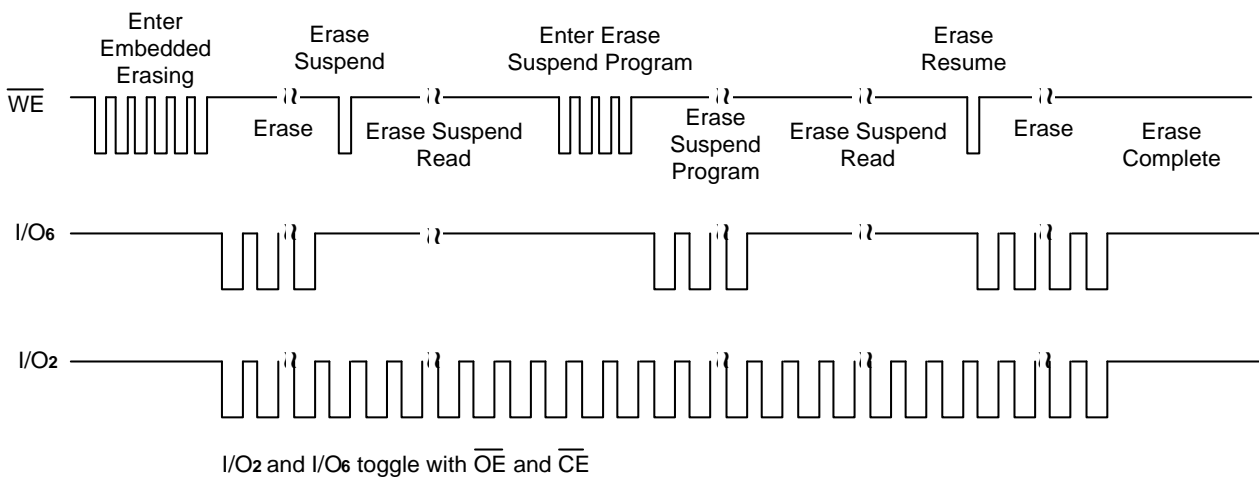 Enter
Embedded
Erasing
Erase
Suspend
Enter Erase
Suspend Program
Erase
Resume
WE
Erase
Erase Suspend
Read
Erase
Suspend
Program
Erase Suspend
Read
Erase
Erase
Complete
I/O6
I/O2
I/O2 and I/O6 toggle with OE and CE